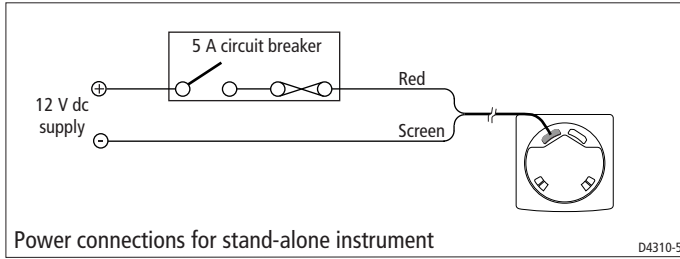 5 A circuit breaker
Red
12 V dc
supply
Screen
Power connections for stand-alone instrument
D4310-5